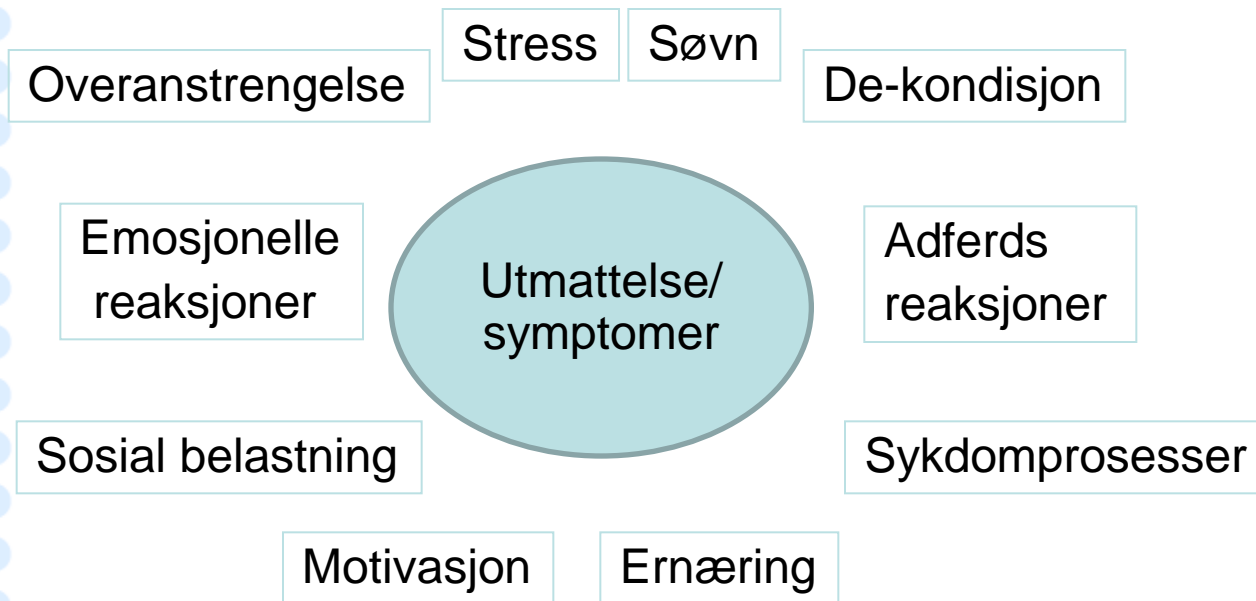 Stress
Søvn
Overanstrengelse
De-kondisjon
Emosjonelle
reaksjoner
Utmattelse/
symptomer
Adferds
reaksjoner
Sosial belastning
Sykdomprosesser
Motivasjon
Ernæring